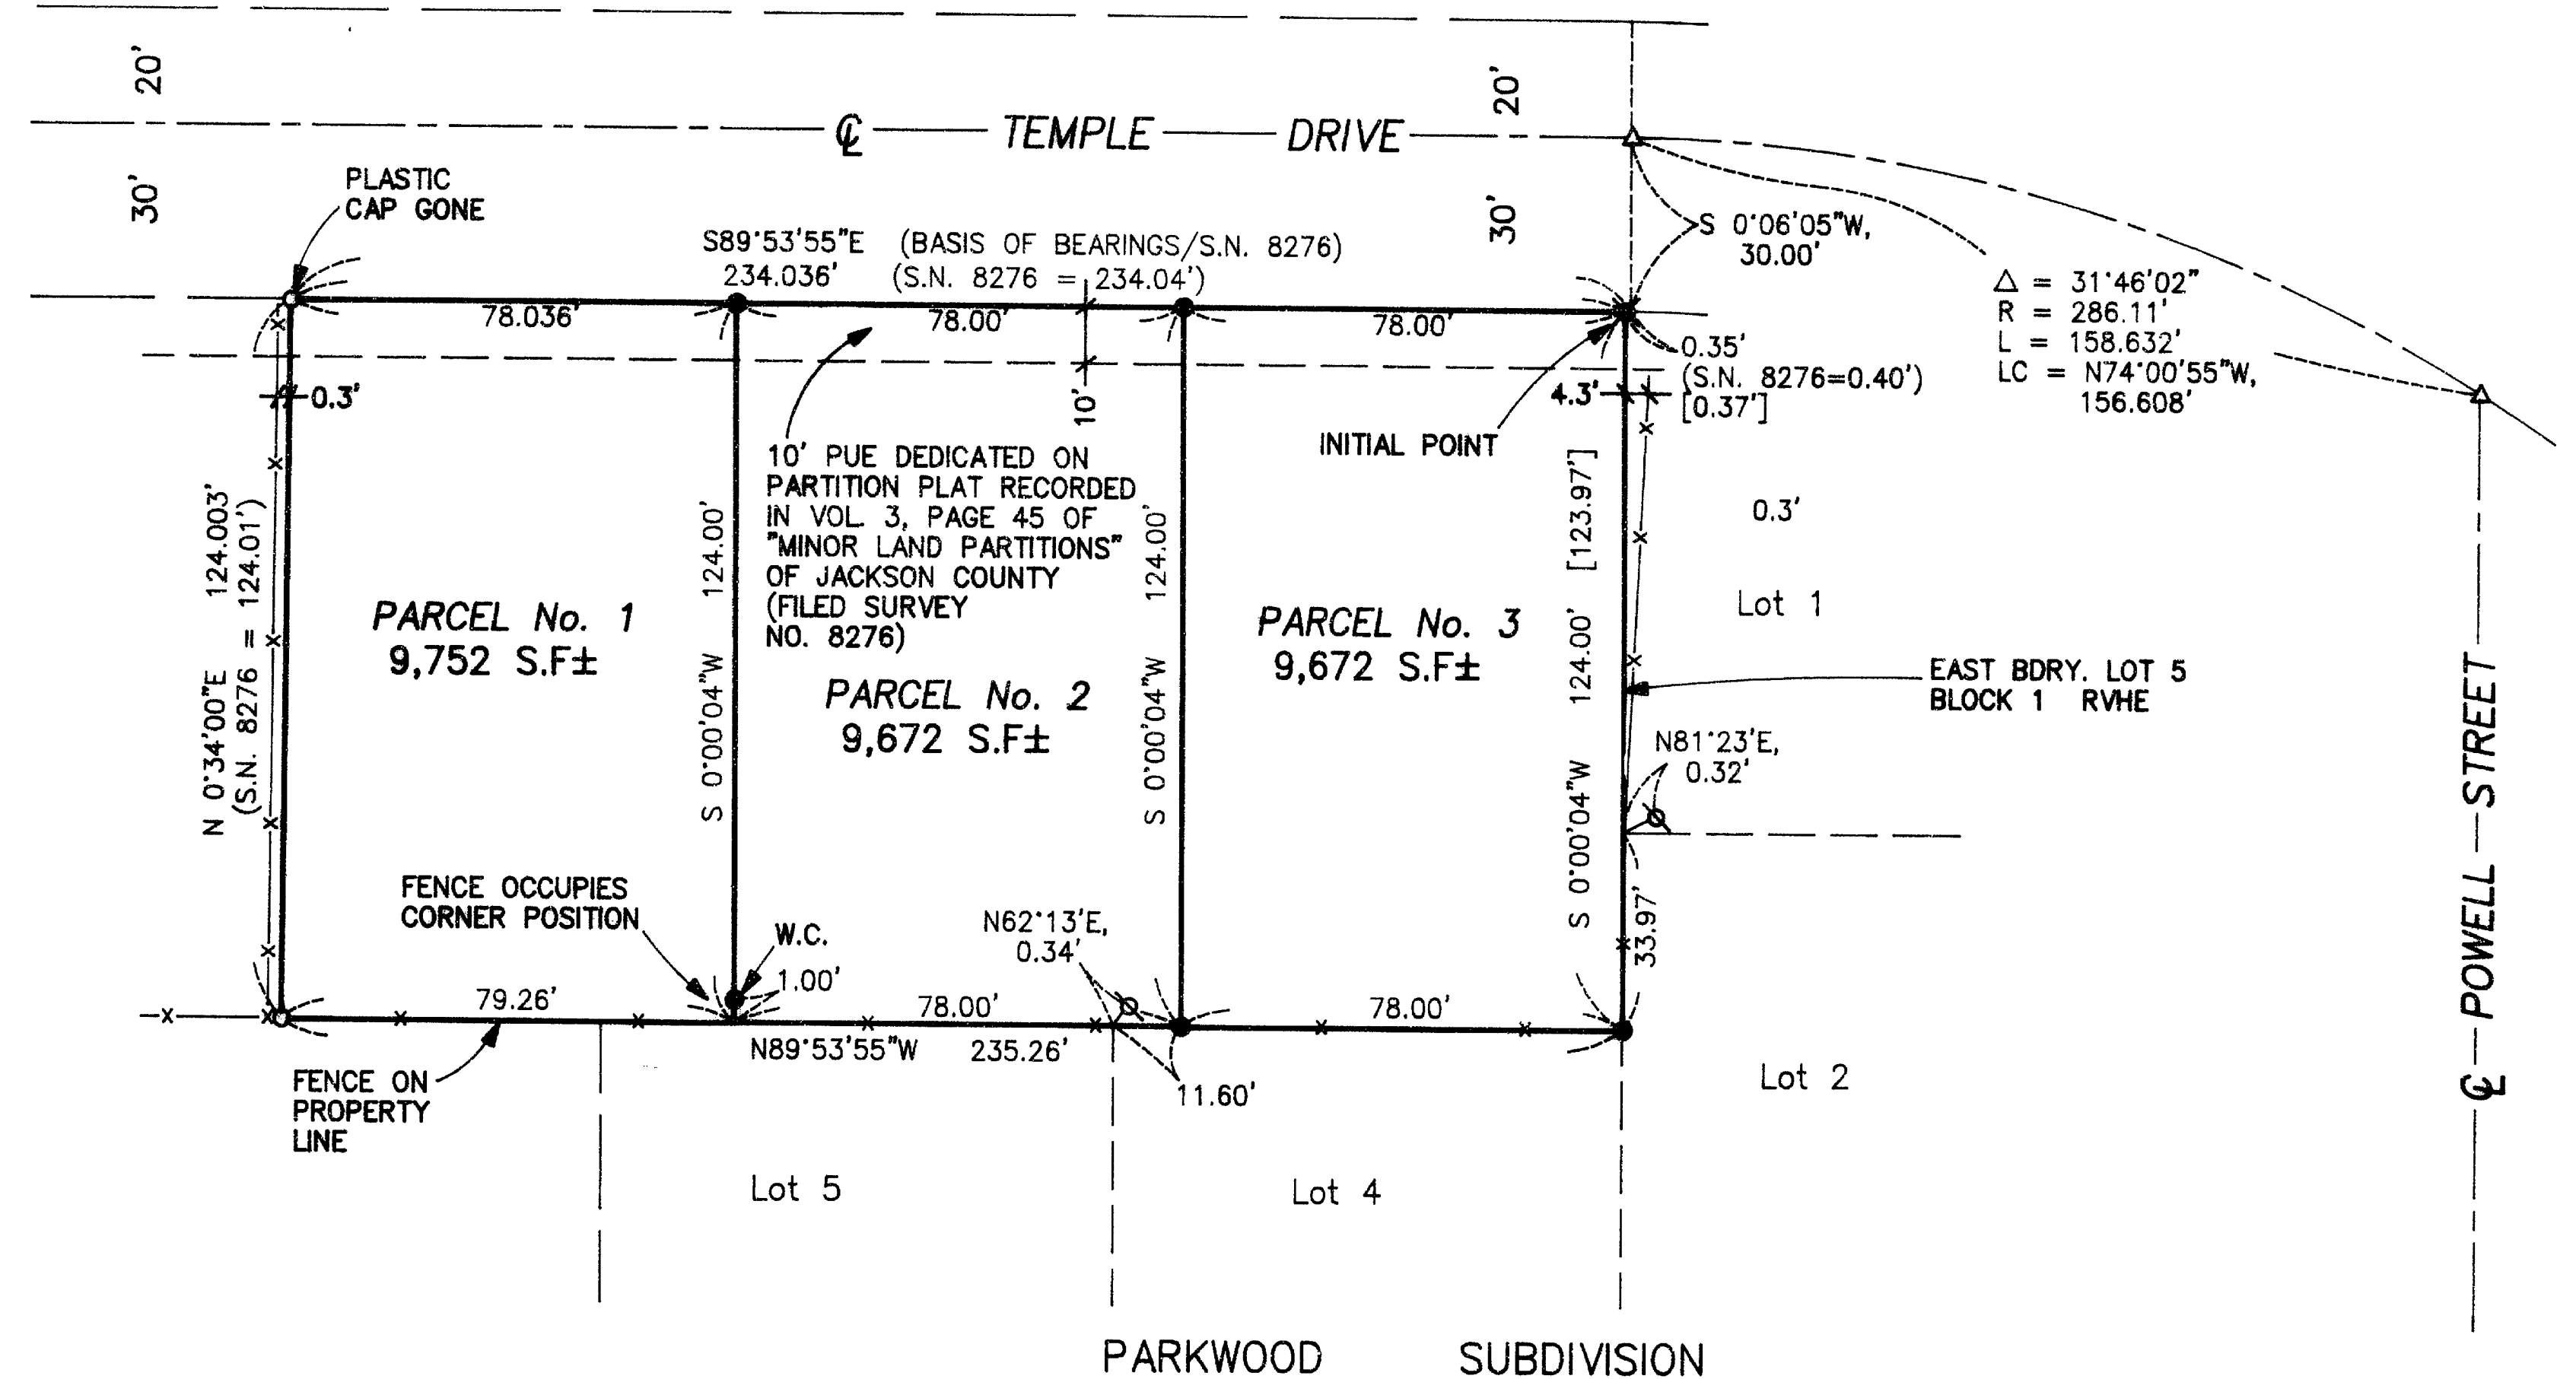 20'
20'
℄ TEMPLE DRIVE
30'
30'
PLASTIC
CAP GONE
S 0°06'05"W,
30.00'
S89°53'55"E (BASIS OF BEARINGS/S.N. 8276)
234.036' (S.N. 8276 = 234.04')
Δ = 31°46'02"
R = 286.11'
L = 158.632'
LC = N74°00'55"W,
156.608'
78.036'
78.00'
78.00'
0.35'
(S.N. 8276=0.40')
[0.37']
0.3'
10'
4.3'
INITIAL POINT
10' PUE DEDICATED ON
PARTITION PLAT RECORDED
IN VOL. 3, PAGE 45 OF
"MINOR LAND PARTITIONS"
OF JACKSON COUNTY
(FILED SURVEY
NO. 8276)
0.3'
N 0°34'00"E 124.003'
(S.N. 8276 = 124.01')
S 0°00'04"W 124.00'
S 0°00'04"W 124.00'
S 0°00'04"W 124.00' [123.97']
Lot 1
PARCEL No. 1
9,752 S.F±
PARCEL No. 3
9,672 S.F±
PARCEL No. 2
9,672 S.F±
EAST BDRY. LOT 5
BLOCK 1 RVHE
N81°23'E,
0.32'
℄ POWELL STREET
FENCE OCCUPIES
CORNER POSITION
W.C.
1.00'
N62°13'E,
0.34'
33.97'
79.26'
78.00'
78.00'
N89°53'55"W 235.26'
11.60'
FENCE ON
PROPERTY
LINE
Lot 2
Lot 5
Lot 4
PARKWOOD SUBDIVISION